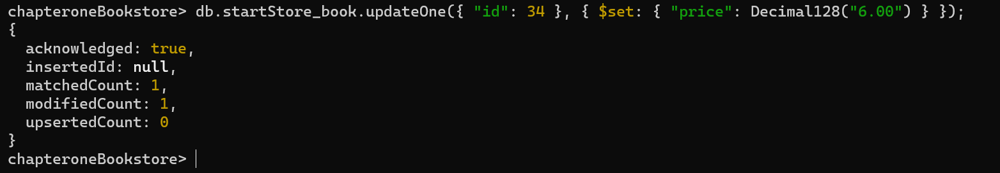 chapteroneBookstore> db.startStore_book.updateOne({ "id": 34 }, { $set: { "price": Decimal128("6.00") } });
{
  acknowledged: true,
  insertedId: null,
  matchedCount: 1,
  modifiedCount: 1,
  upsertedCount: 0
}
chapteroneBookstore>